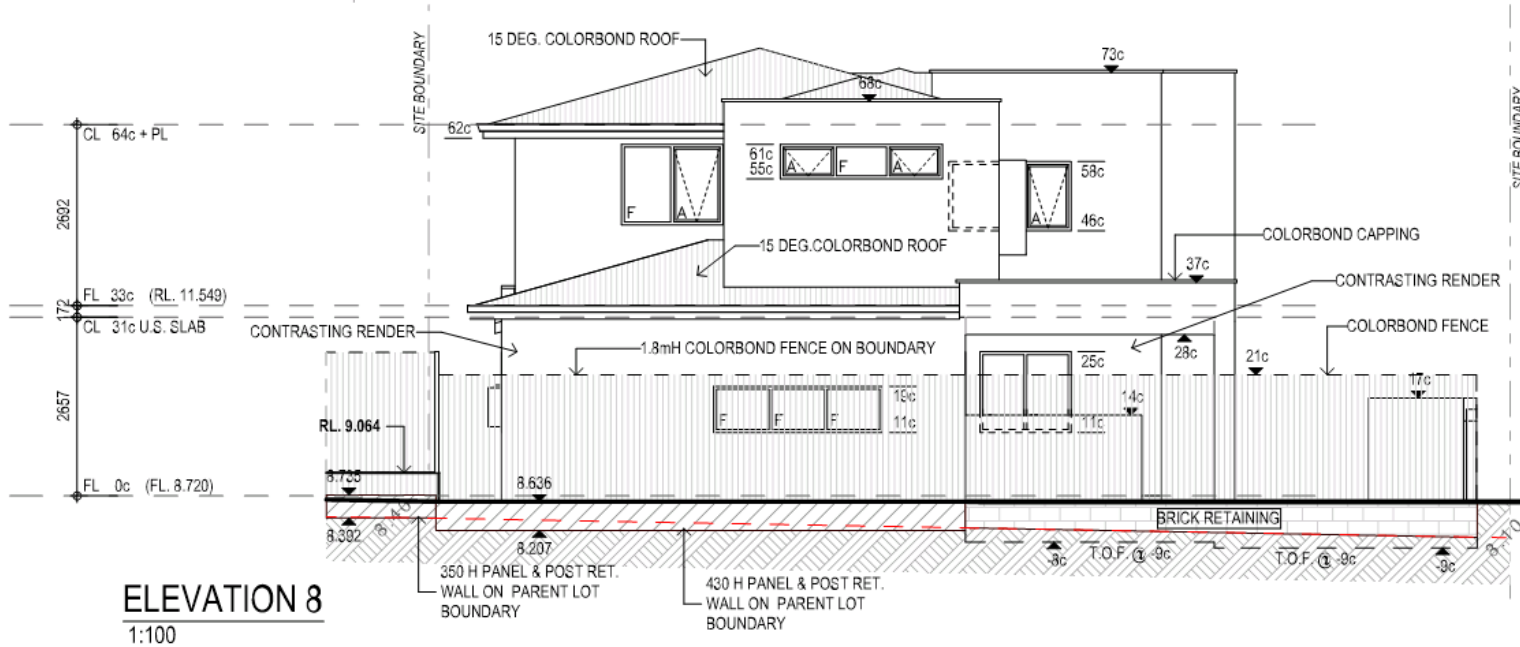 15 DEG. COLORBOND ROOF
SITE BOUNDARY
73c
68c
CL 64c + PL
62c
SITE BOUNDARY
61c
55c
A
F
A
58c
F
A
A
46c
2692
15 DEG.COLORBOND ROOF
COLORBOND CAPPING
37c
CONTRASTING RENDER
FL 33c (RL. 11.549)
172
CL 31c U.S. SLAB
CONTRASTING RENDER
1.8mH COLORBOND FENCE ON BOUNDARY
28c
COLORBOND FENCE
25c
21c
17c
19c
14c
2657
F
F
F
11c
11c
RL. 9.064
8.735
FL 0c (FL. 8.720)
8.636
BRICK RETAINING
8.392
8.207
-8c
T.O.F. @ -9c
T.O.F. @ -9c
-9c
8.10
350 H PANEL & POST RET.
WALL ON PARENT LOT
BOUNDARY
430 H PANEL & POST RET.
WALL ON PARENT LOT
BOUNDARY
ELEVATION 8
1:100